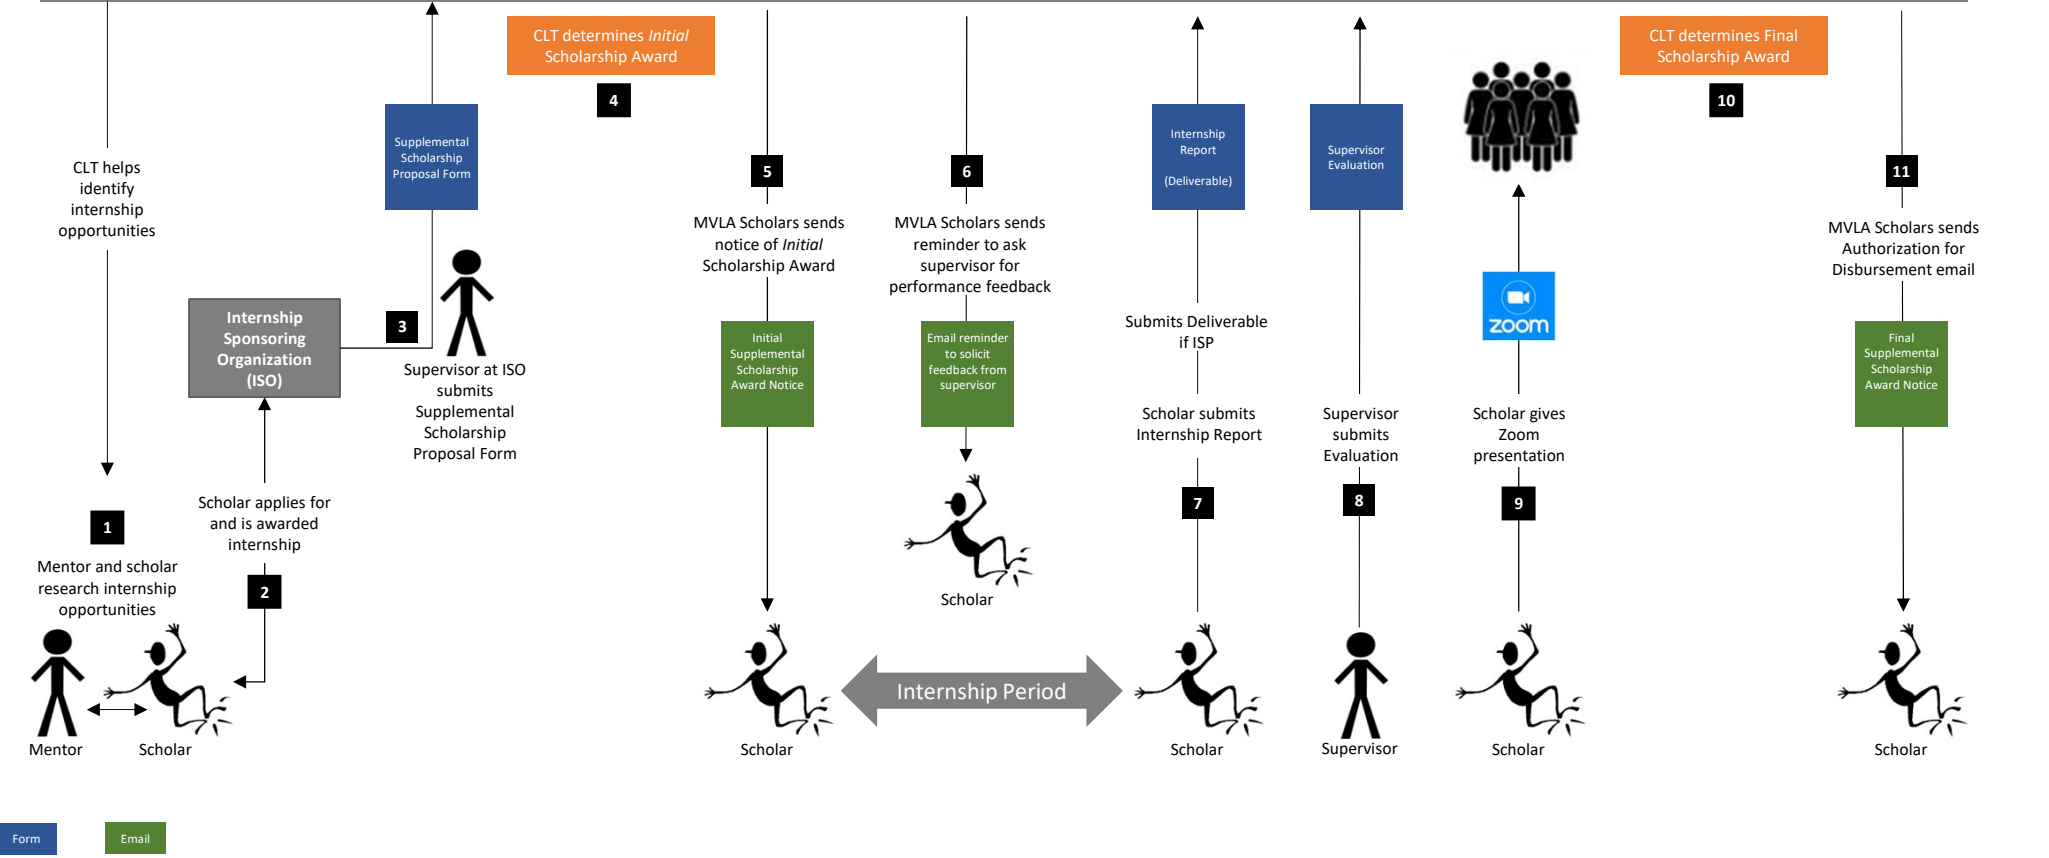 CLT helps
identify
internship
opportunities
1
Mentor and scholar
research internship
opportunities
Mentor
Scholar
Scholar applies for
and is awarded
internship
2
Internship
Sponsoring
Organization
(ISO)
3
Supplemental
Scholarship
Proposal Form
Supervisor at ISO
submits
Supplemental
Scholarship
Proposal Form
CLT determines Initial
Scholarship Award
4
5
MVLA Scholars sends
notice of Initial
Scholarship Award
Initial
Supplemental
Scholarship
Award Notice
Scholar
6
MVLA Scholars sends
reminder to ask
supervisor for
performance feedback
Email reminder
to solicit
feedback from
supervisor
Scholar
Internship Period
Internship
Report
(Deliverable)
Submits Deliverable
if ISP
Scholar submits
Internship Report
7
Scholar
Supervisor
Evaluation
Supervisor
submits
Evaluation
8
Supervisor
zoom
Scholar gives
Zoom
presentation
9
Scholar
CLT determines Final
Scholarship Award
10
11
MVLA Scholars sends
Authorization for
Disbursement email
Final
Supplemental
Scholarship
Award Notice
Scholar
Form
Email